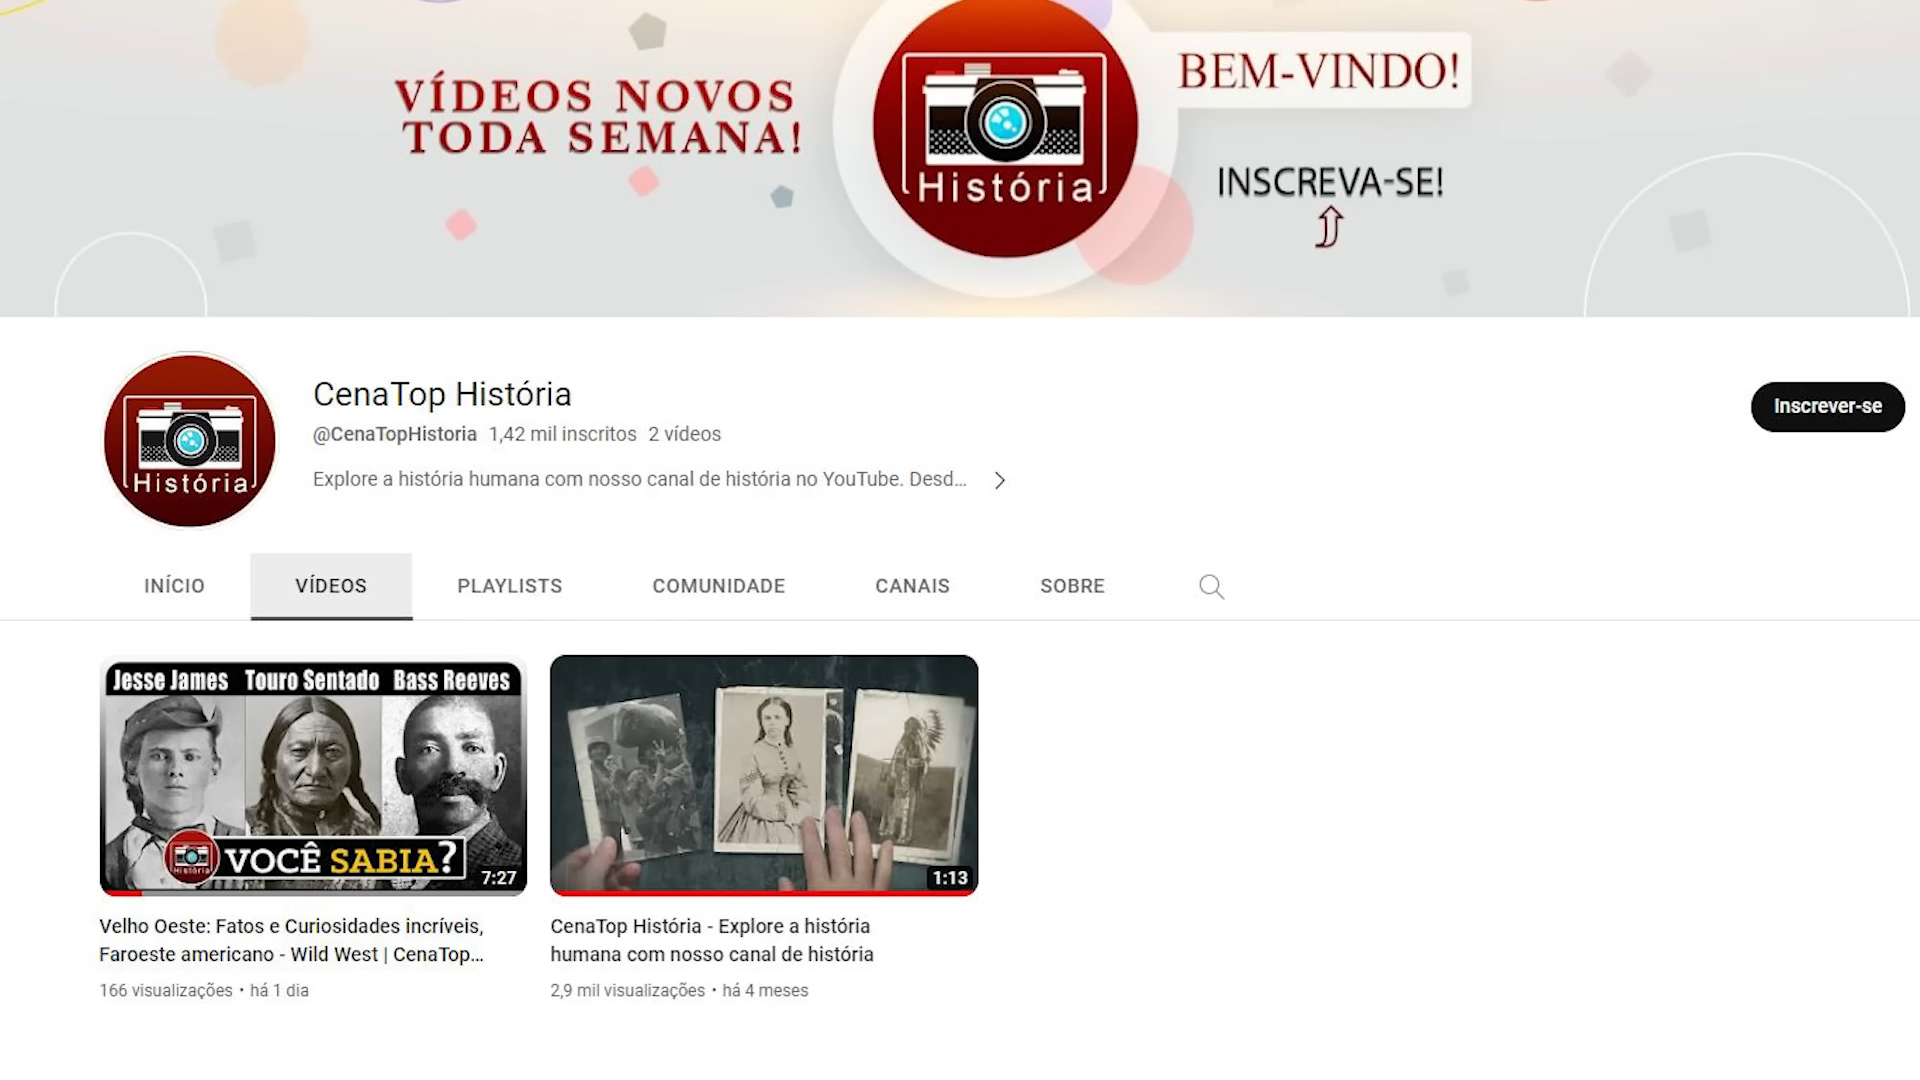 VÍDEOS NOVOS
TODA SEMANA!
História
BEM-VINDO!
INSCREVA-SE!
História
CenaTop História
@CenaTopHistoria 1,42 mil inscritos 2 vídeos
Explore a história humana com nosso canal de história no YouTube. Desd...
Inscrever-se
INÍCIO VÍDEOS PLAYLISTS COMUNIDADE CANAIS SOBRE
Jesse James Touro Sentado Bass Reeves
História
VOCÊ SABIA?
7:27
1:13
Velho Oeste: Fatos e Curiosidades incríveis,
Faroeste americano - Wild West | CenaTop...
166 visualizações • há 1 dia
CenaTop História - Explore a história
humana com nosso canal de história
2,9 mil visualizações • há 4 meses